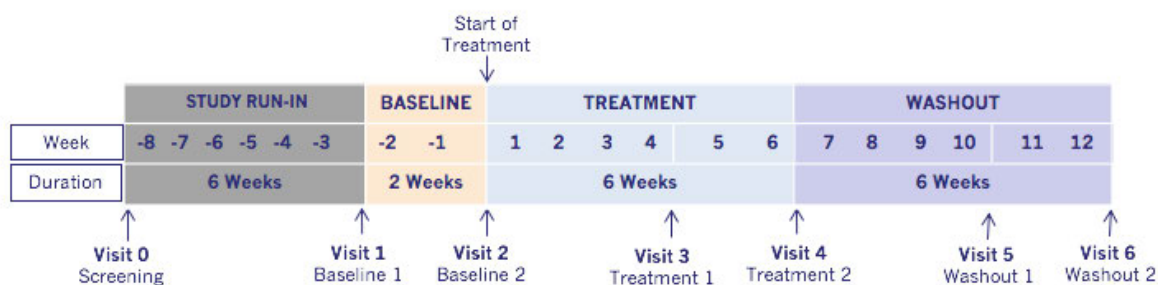 Start of
Treatment
STUDY RUN-IN BASELINE TREATMENT WASHOUT
Week -8 -7 -6 -5 -4 -3 -2 -1 1 2 3 4 5 6 7 8 9 10 11 12
Duration 6 Weeks 2 Weeks 6 Weeks 6 Weeks
Visit 0 Visit 1 Visit 2 Visit 3 Visit 4 Visit 5 Visit 6
Screening Baseline 1 Baseline 2 Treatment 1 Treatment 2 Washout 1 Washout 2